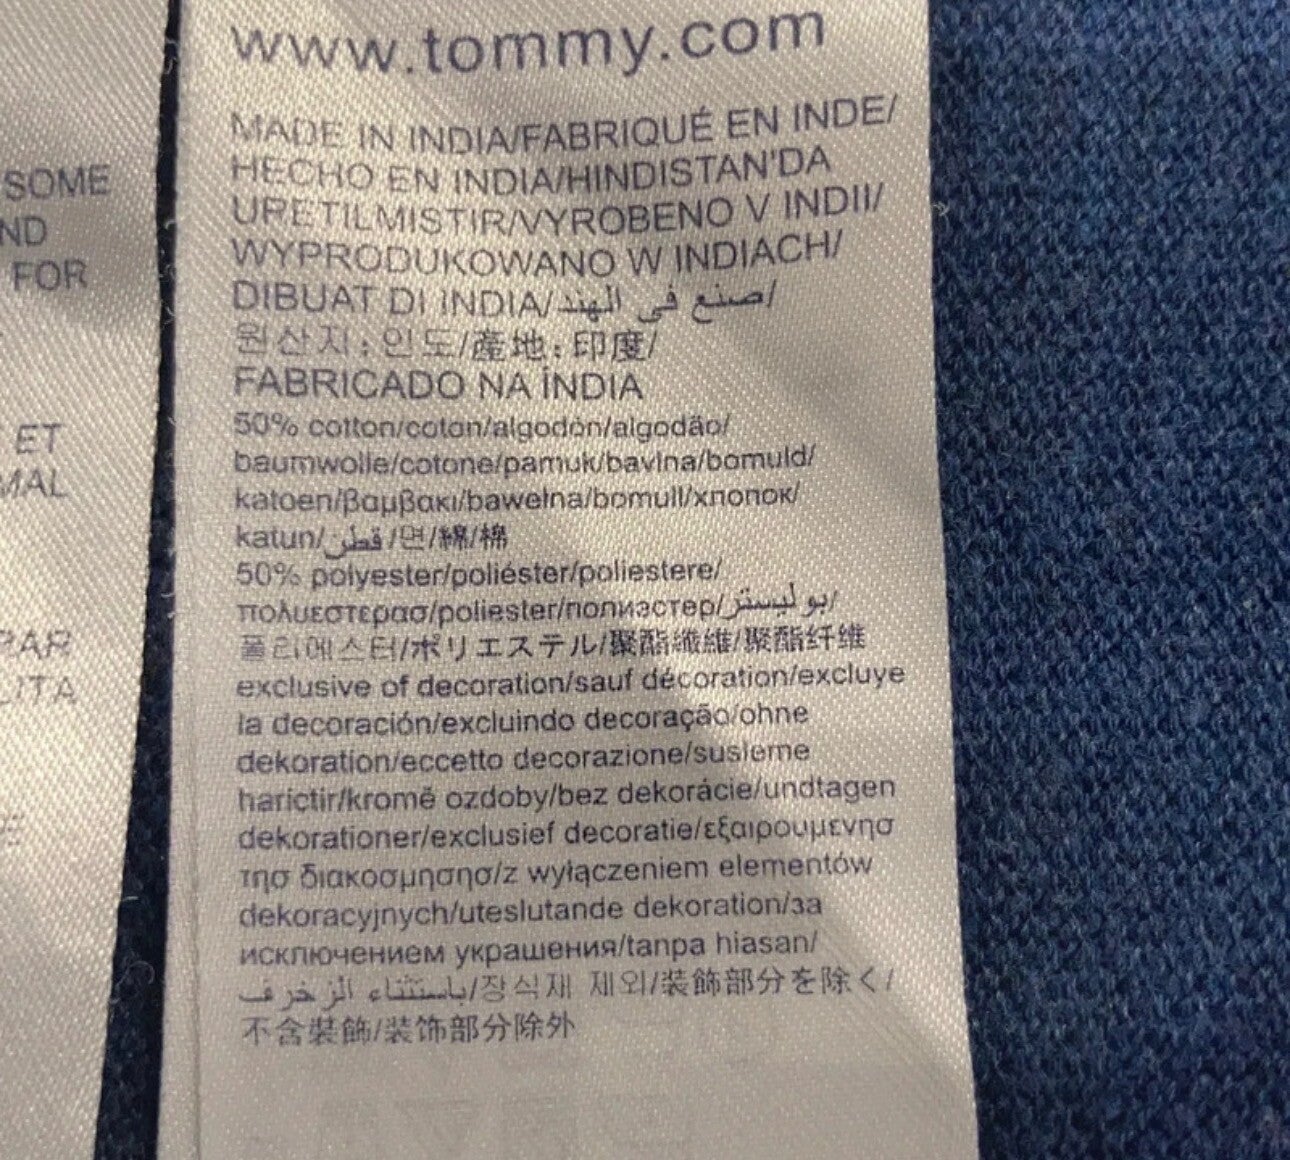 www.tommy.com
MADE IN INDIA/FABRIQUÉ EN INDE/
HECHO EN INDIA/HINDISTAN'DA
URETILMISTIR/VYROBENO V INDII/
WYPRODUKOWANO W INDIACH/
DIBUAT DI INDIA/صنع في الهند/
원산지:인도/產地:印度/
FABRICADO NA ÍNDIA
50% cotton/coton/algodón/algodão/
baumwolle/cotone/pamuk/bavlna/bomuld/
katoen/βαμβακι/bawełna/bomull/хлопок/
katun/قطن/면/綿/棉
50% polyester/poliéster/poliestere/
πολυεστερασ/poliester/полиэстер/بوليستر/
폴리에스터/ポリエステル/聚酯纖維/聚酯纤维
exclusive of decoration/sauf décoration/excluye
la decoración/excluindo decoração/ohne
dekoration/eccetto decorazione/susleme
harictir/kromě ozdoby/bez dekorácie/undtagen
dekorationer/exclusief decoratie/εξαιρουμενησ
τησ διακοσμησησ/z wyłączeniem elementów
dekoracyjnych/uteslutande dekoration/за
исключением украшения/tanpa hiasan/
باستثناء الزخرف/장식재 제외/装飾部分を除く/
不含裝飾/装饰部分除外
SOME
ND
FOR
ET
MAL
PAR
UTA